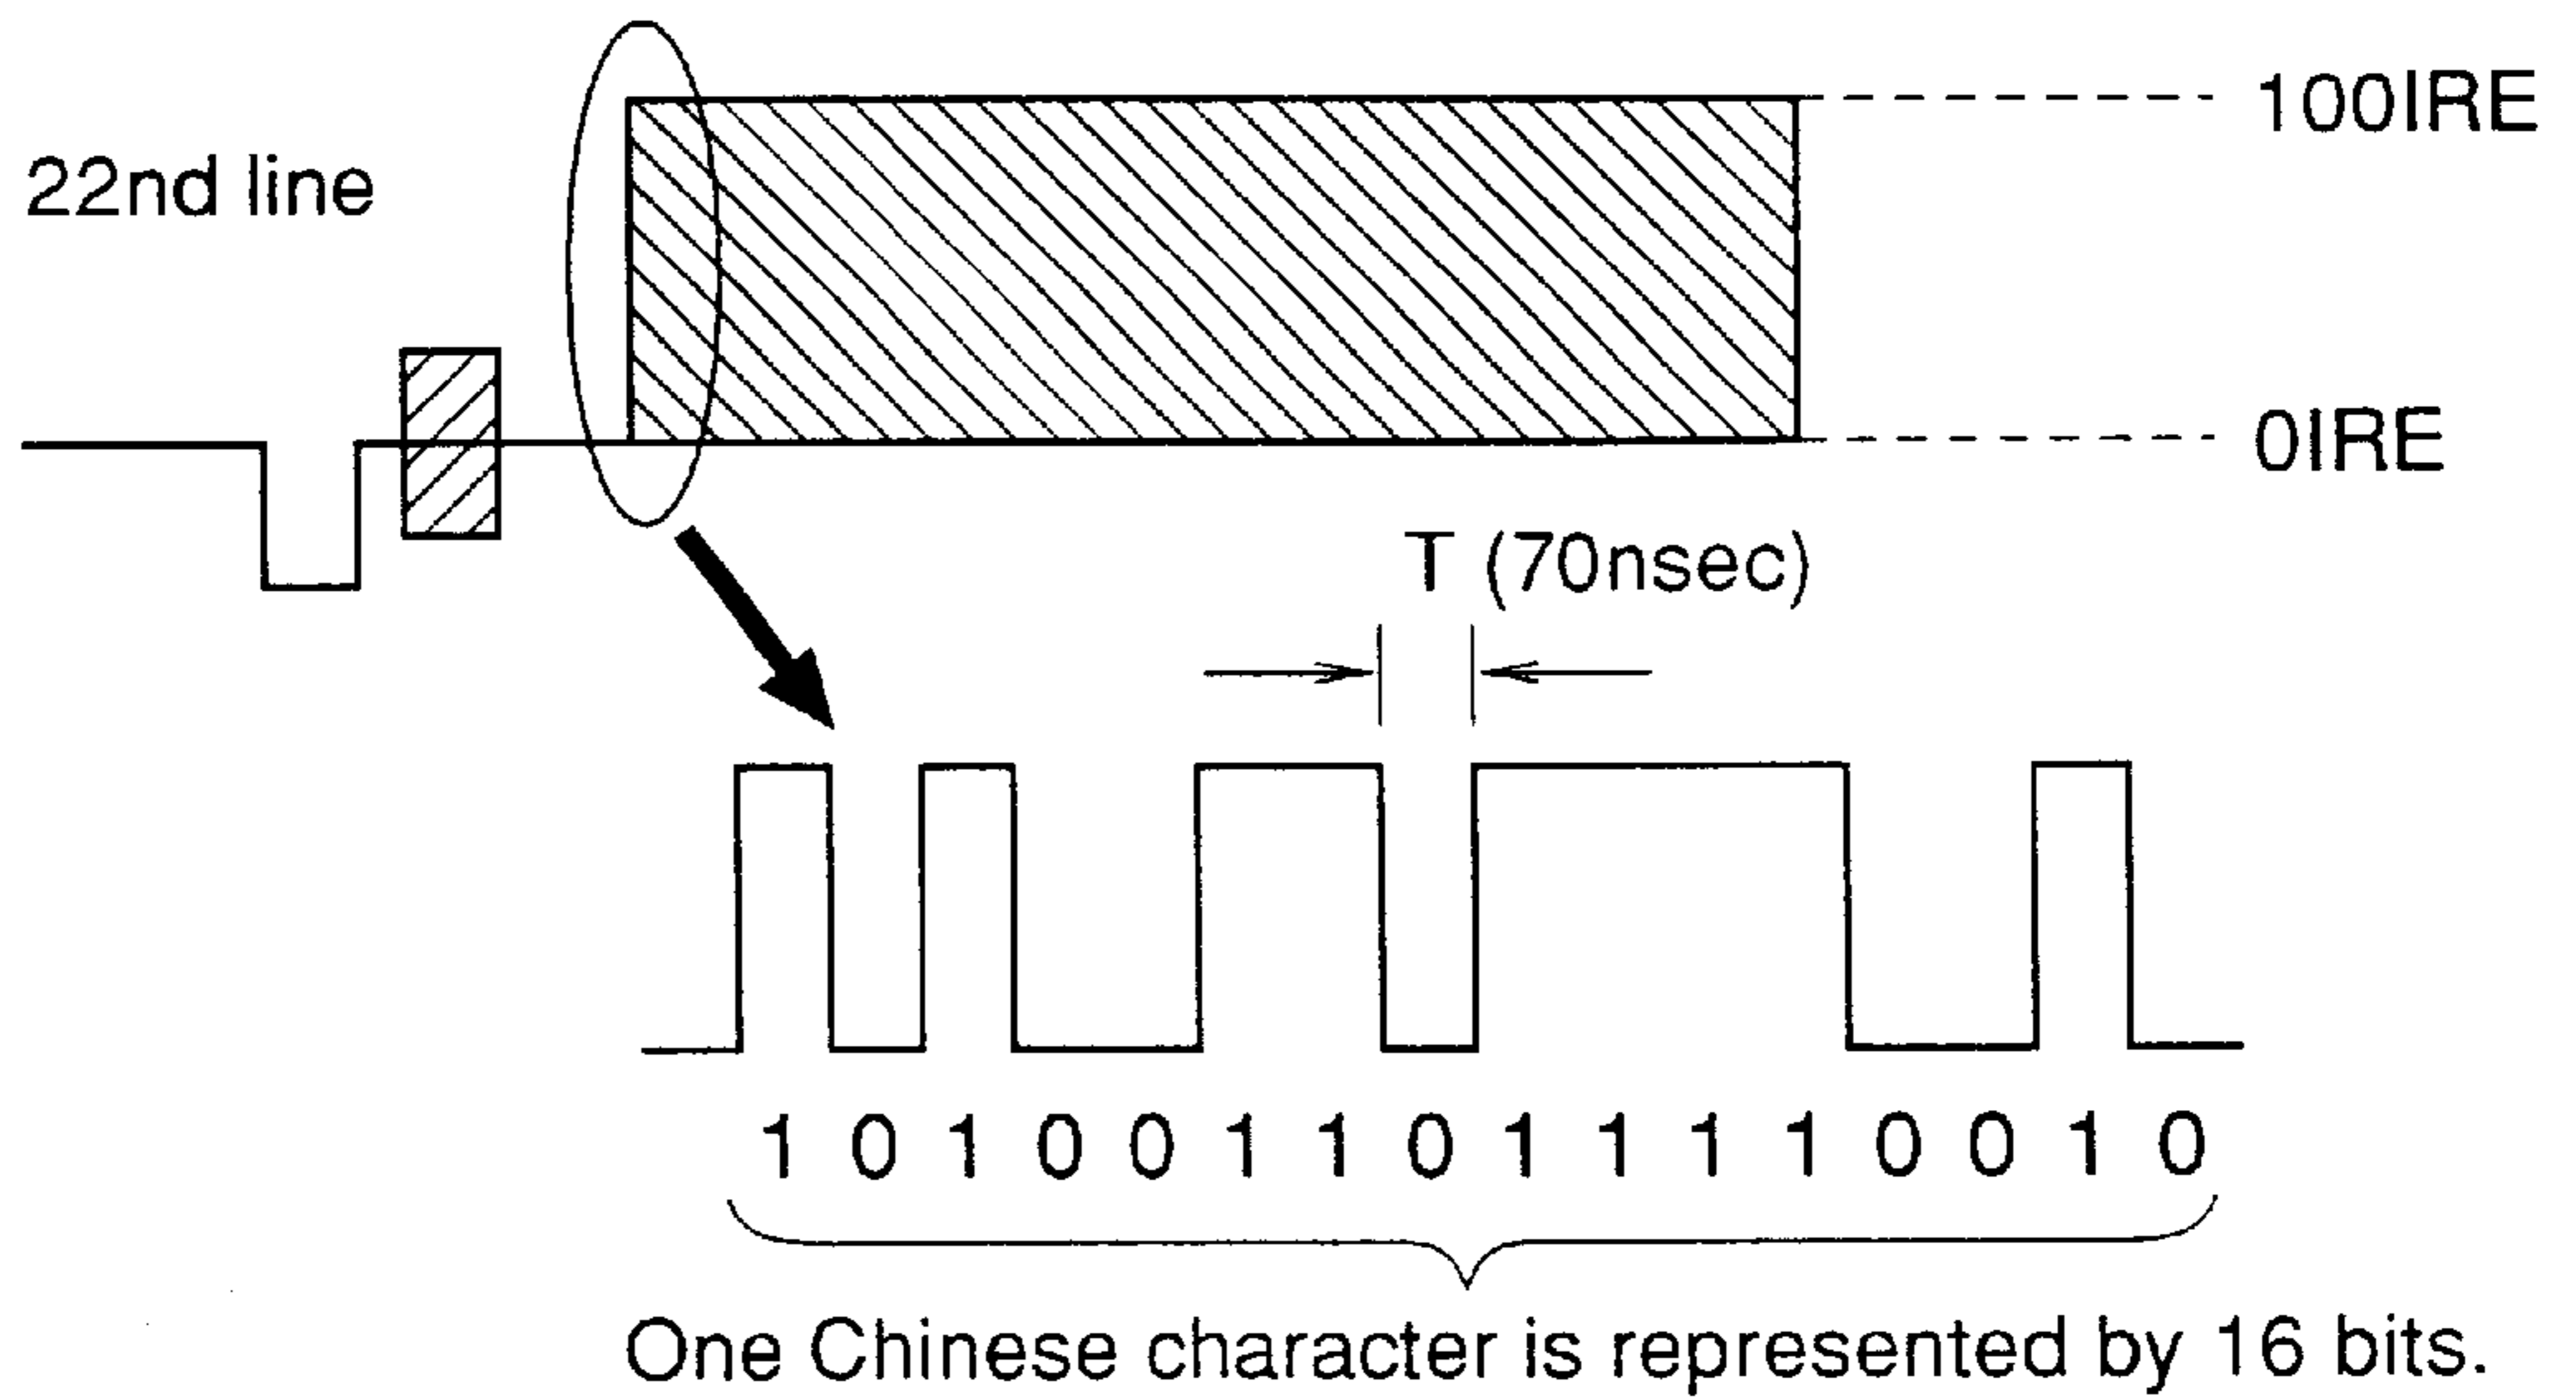 100IRE
22nd line
0IRE
T (70nsec)
1 0 1 0 0 1 1 0 1 1 1 1 0 0 1 0
One Chinese character is represented by 16 bits.